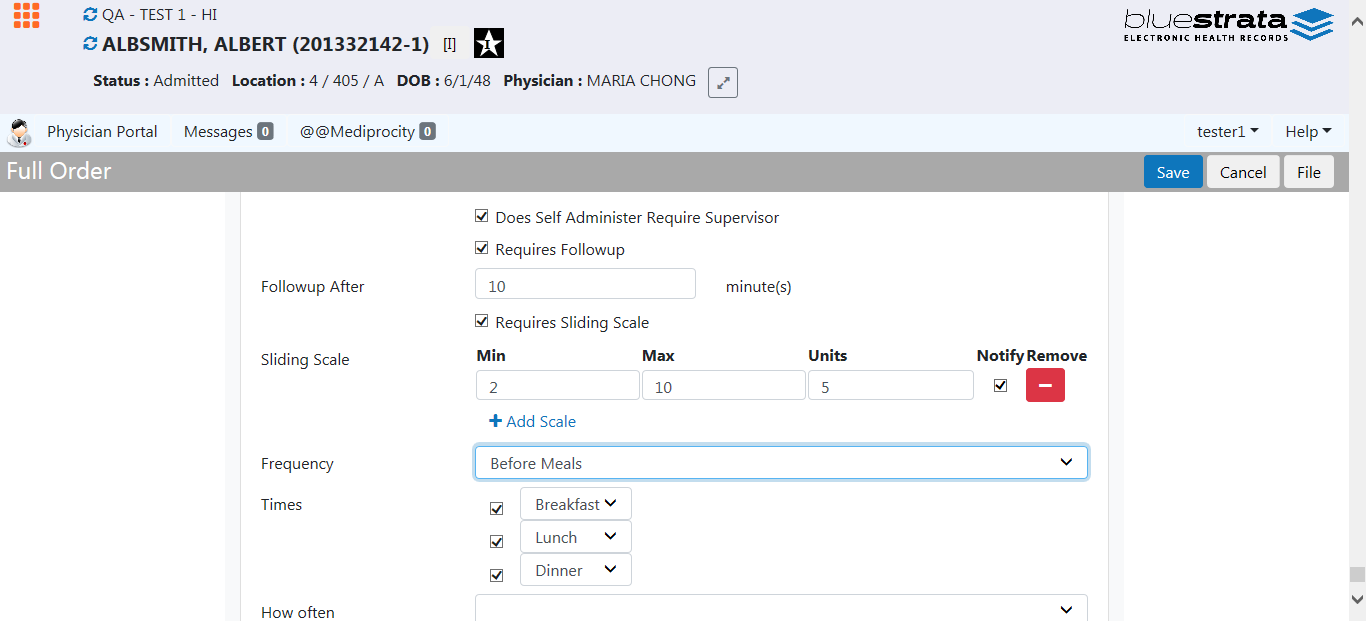 QA - TEST 1 - HI
ALBSMITH, ALBERT (201332142-1) [I] 1
Status : Admitted Location : 4 / 405 / A DOB : 6/1/48 Physician : MARIA CHONG
bluestrata
ELECTRONIC HEALTH RECORDS
Physician Portal Messages 0 @@Mediprocity 0 tester1 Help
Full Order Save Cancel File
Does Self Administer Require Supervisor
Requires Followup
Followup After 10 minute(s)
Requires Sliding Scale
Sliding Scale Min Max Units Notify Remove
2 10 5
+ Add Scale
Frequency Before Meals
Times Breakfast
Lunch
Dinner
How often